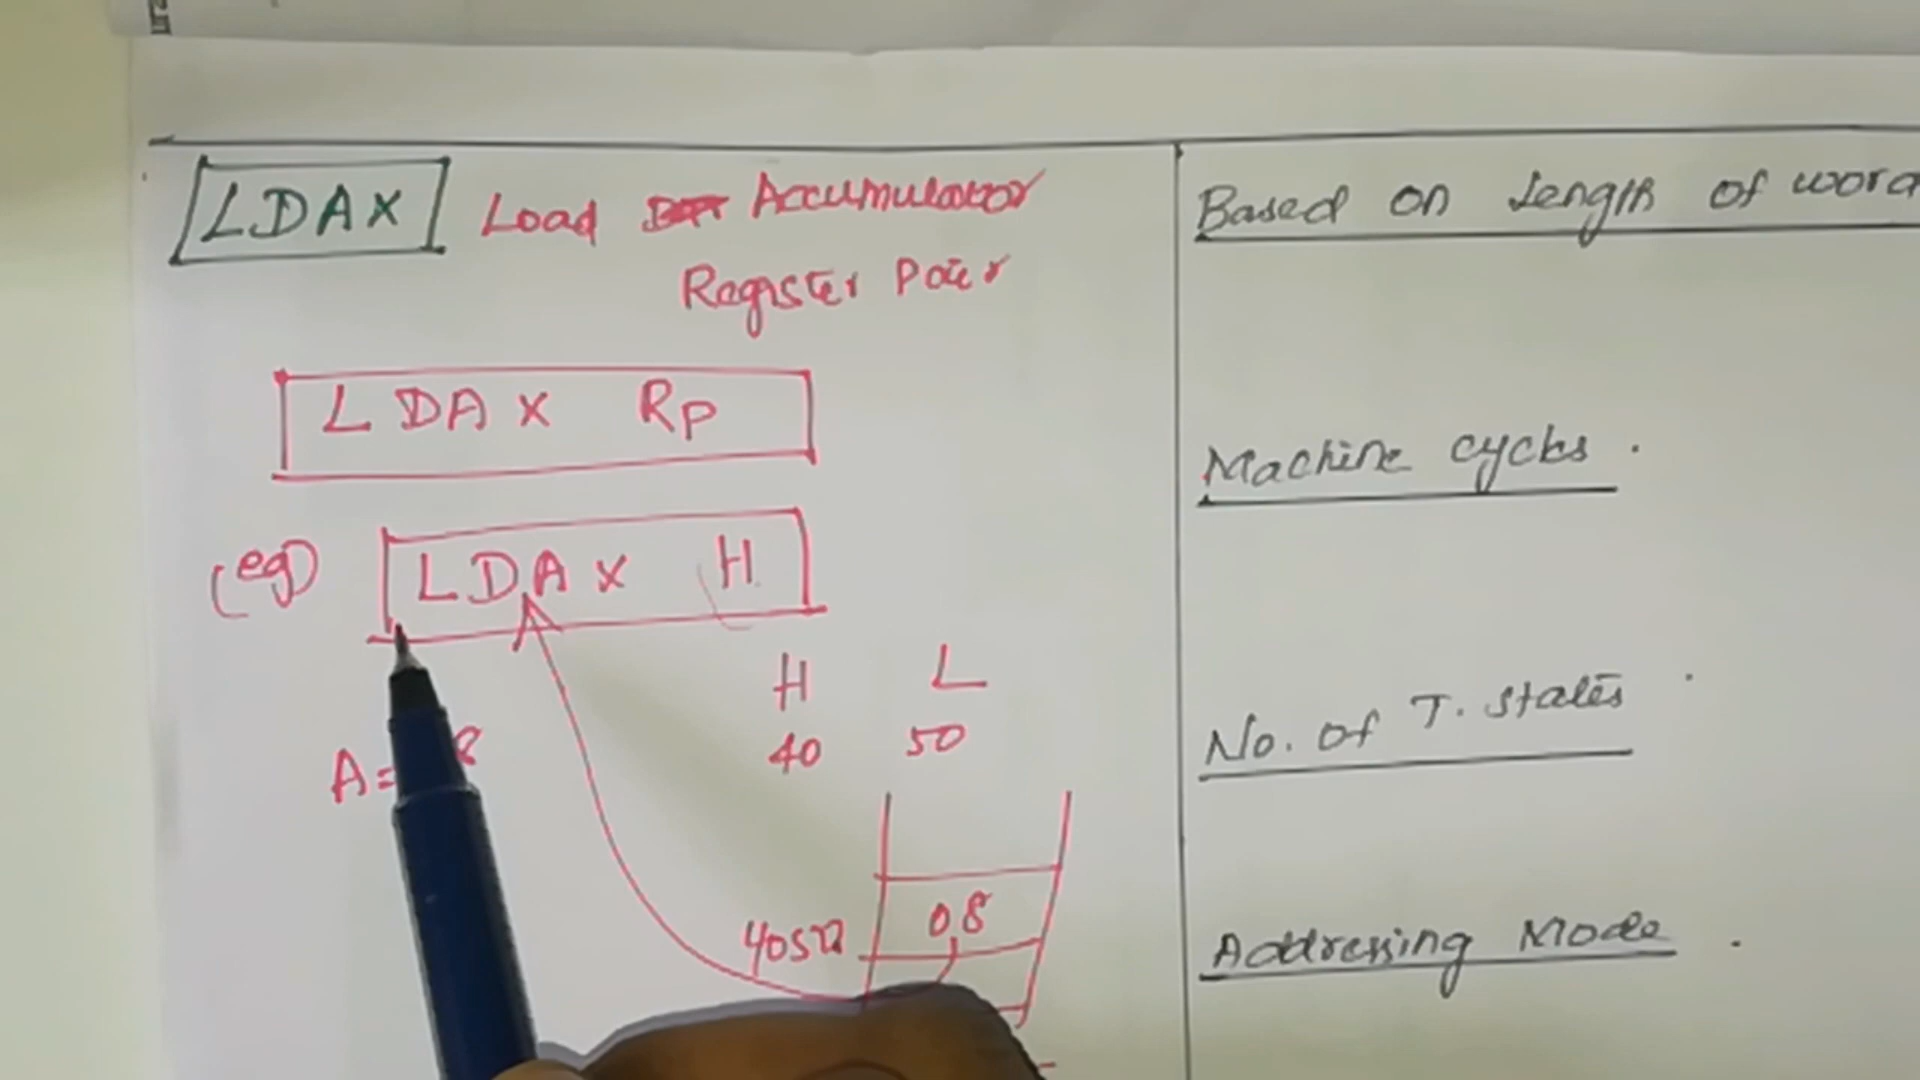 LDAX Load Accumulator
Register Pair
LDAX Rp
(eg) LDAX H
H L
A= 8 40 50
4050 08
Based on Length of word
Machine cycles .
No. of T. states
Addressing Mode .